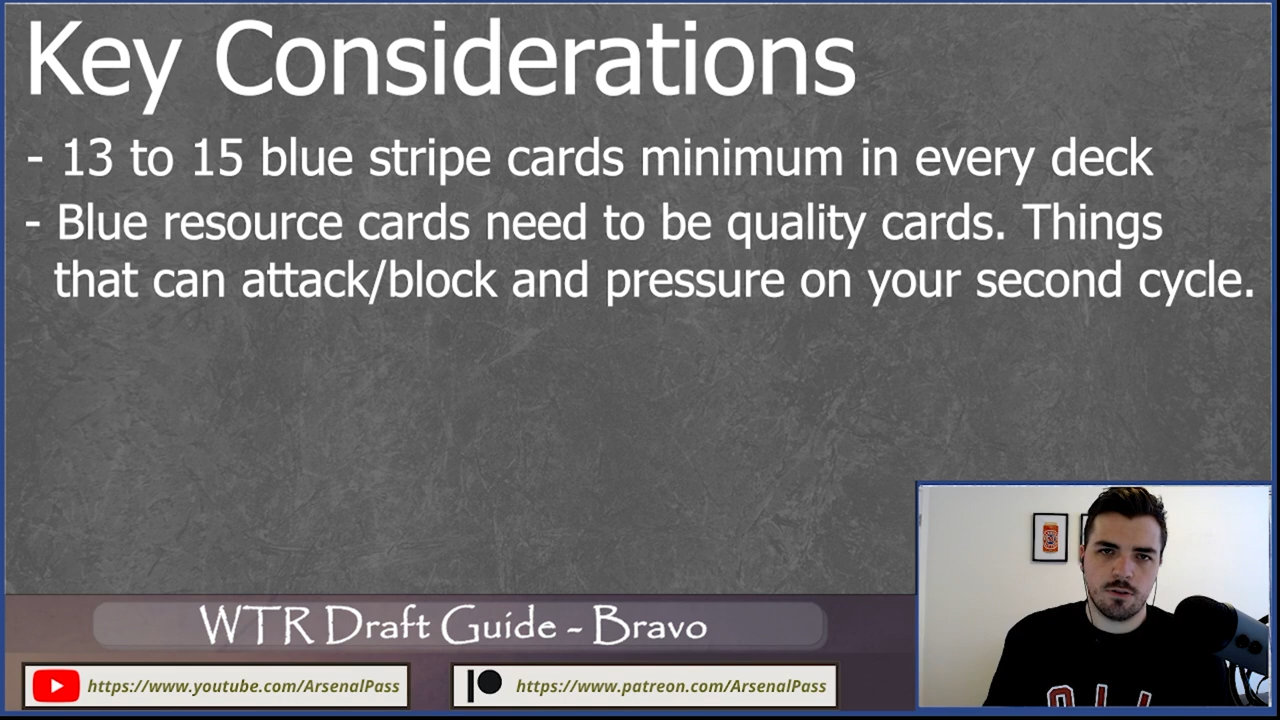 Key Considerations
- 13 to 15 blue stripe cards minimum in every deck
- Blue resource cards need to be quality cards. Things
that can attack/block and pressure on your second cycle.
WTR Draft Guide - Bravo
https://www.youtube.com/ArsenalPass
https://www.patreon.com/ArsenalPass